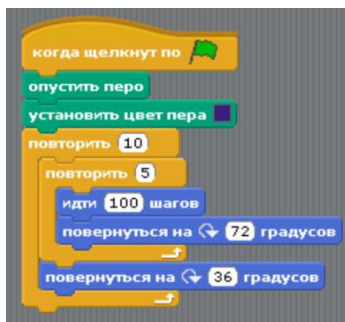 когда щелкнут по
опустить перо
установить цвет пера
повторить 10
повторить 5
идти 100 шагов
повернуться на 72 градусов
повернуться на 36 градусов